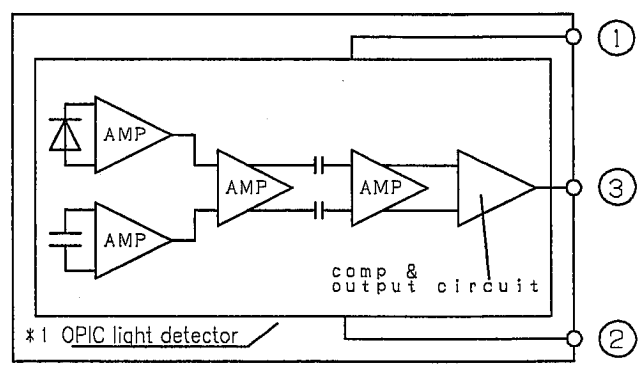 ①
AMP
AMP
AMP
AMP
③
comp &
output circuit
*1 OPIC light detector
②